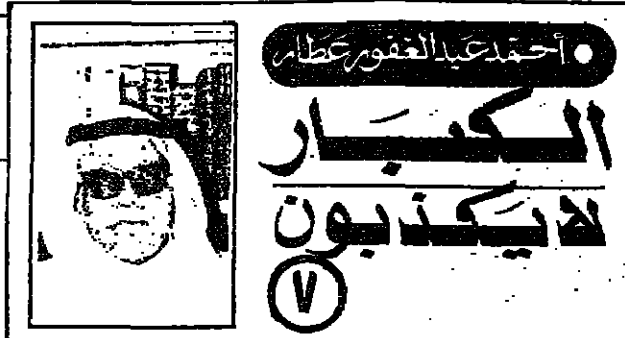 • أحمد عبدالغفور عطار
الكبار
لا يكذبون
٧